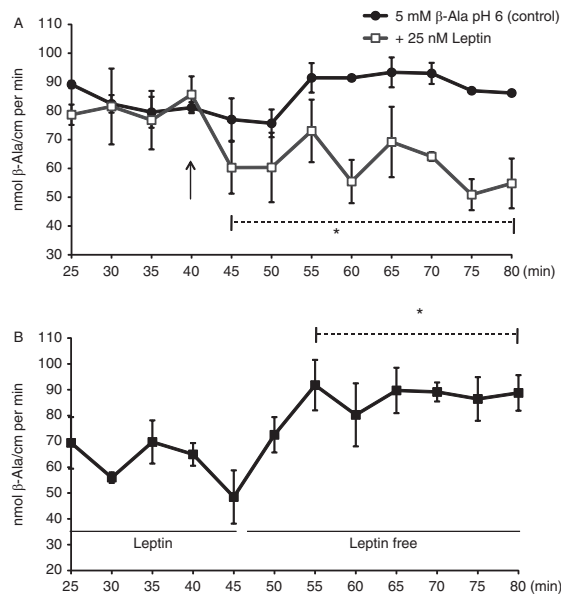 A
110
100
90
80
70
60
50
40
30
nmol β-Ala/cm per min
5 mM β-Ala pH 6 (control)
+ 25 nM Leptin
*
25 30 35 40 45 50 55 60 65 70 75 80 (min)
B
110
100
90
80
70
60
50
40
30
20
nmol β-Ala/cm per min
*
Leptin
Leptin free
25 30 35 40 45 50 55 60 65 70 75 80 (min)